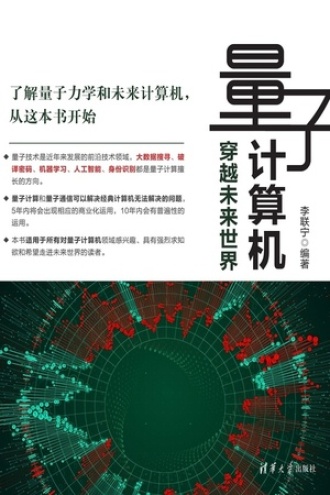 量子
计算机
穿越未来世界
李联宁◎编著
了解量子力学和未来计算机，
从这本书开始
量子技术是近年来发展的前沿技术领域，大数据搜寻、破
译密码、机器学习、人工智能、身份识别都是量子计算擅
长的方向。
量子计算和量子通信可以解决经典计算机无法解决的问题，
5年内将会出现相应的商业化运用，10年内会有普遍性的
运用。
本书适用于所有对量子计算机领域感兴趣，具有强烈求知
欲和希望走进未来世界的读者。
清华大学出版社